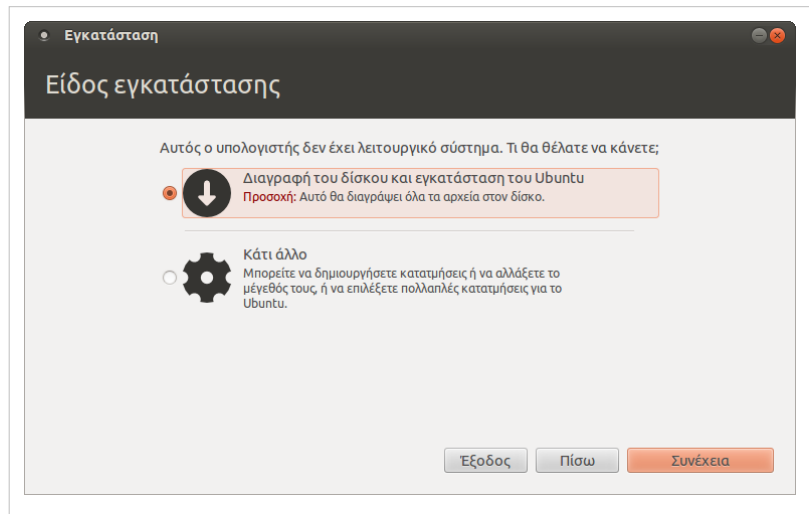 Εγκατάσταση
Είδος εγκατάστασης
Αυτός ο υπολογιστής δεν έχει λειτουργικό σύστημα. Τι θα θέλατε να κάνετε;
Διαγραφή του δίσκου και εγκατάσταση του Ubuntu
Προσοχή: Αυτό θα διαγράψει όλα τα αρχεία στον δίσκο.
Κάτι άλλο
Μπορείτε να δημιουργήσετε κατατμήσεις ή να αλλάξετε το
μέγεθός τους, ή να επιλέξετε πολλαπλές κατατμήσεις για το
Ubuntu.
Έξοδος Πίσω Συνέχεια